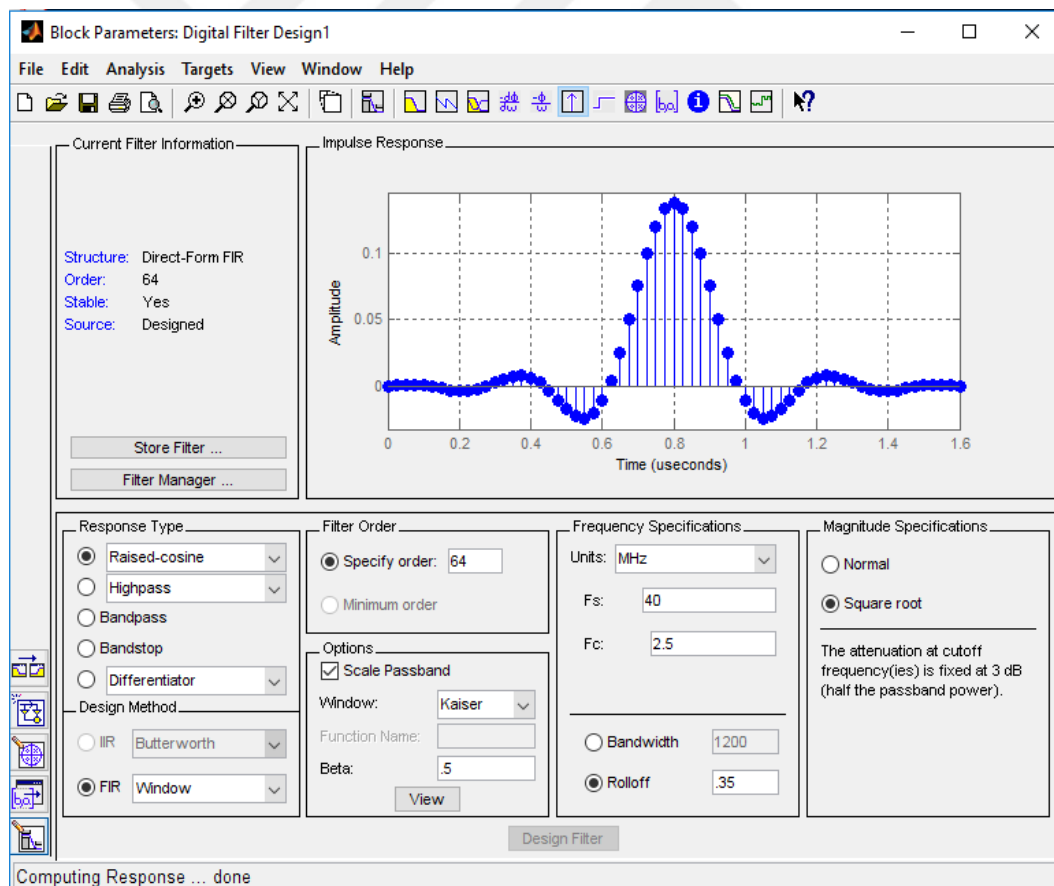 Block Parameters: Digital Filter Design1
File Edit Analysis Targets View Window Help
[b,a]
Current Filter Information
Structure: Direct-Form FIR
Order: 64
Stable: Yes
Source: Designed
Store Filter ...
Filter Manager ...
Impulse Response
Amplitude
0.1
0.05
0
0 0.2 0.4 0.6 0.8 1 1.2 1.4 1.6
Time (useconds)
Response Type
Raised-cosine
Highpass
Bandpass
Bandstop
Differentiator
Design Method
IIR Butterworth
FIR Window
Filter Order
Specify order: 64
Minimum order
Options
Scale Passband
Window: Kaiser
Function Name:
Beta: .5
View
Frequency Specifications
Units: MHz
Fs: 40
Fc: 2.5
Bandwidth 1200
Rolloff .35
Magnitude Specifications
Normal
Square root
The attenuation at cutoff
frequency(ies) is fixed at 3 dB
(half the passband power).
[b,a]
Design Filter
Computing Response ... done